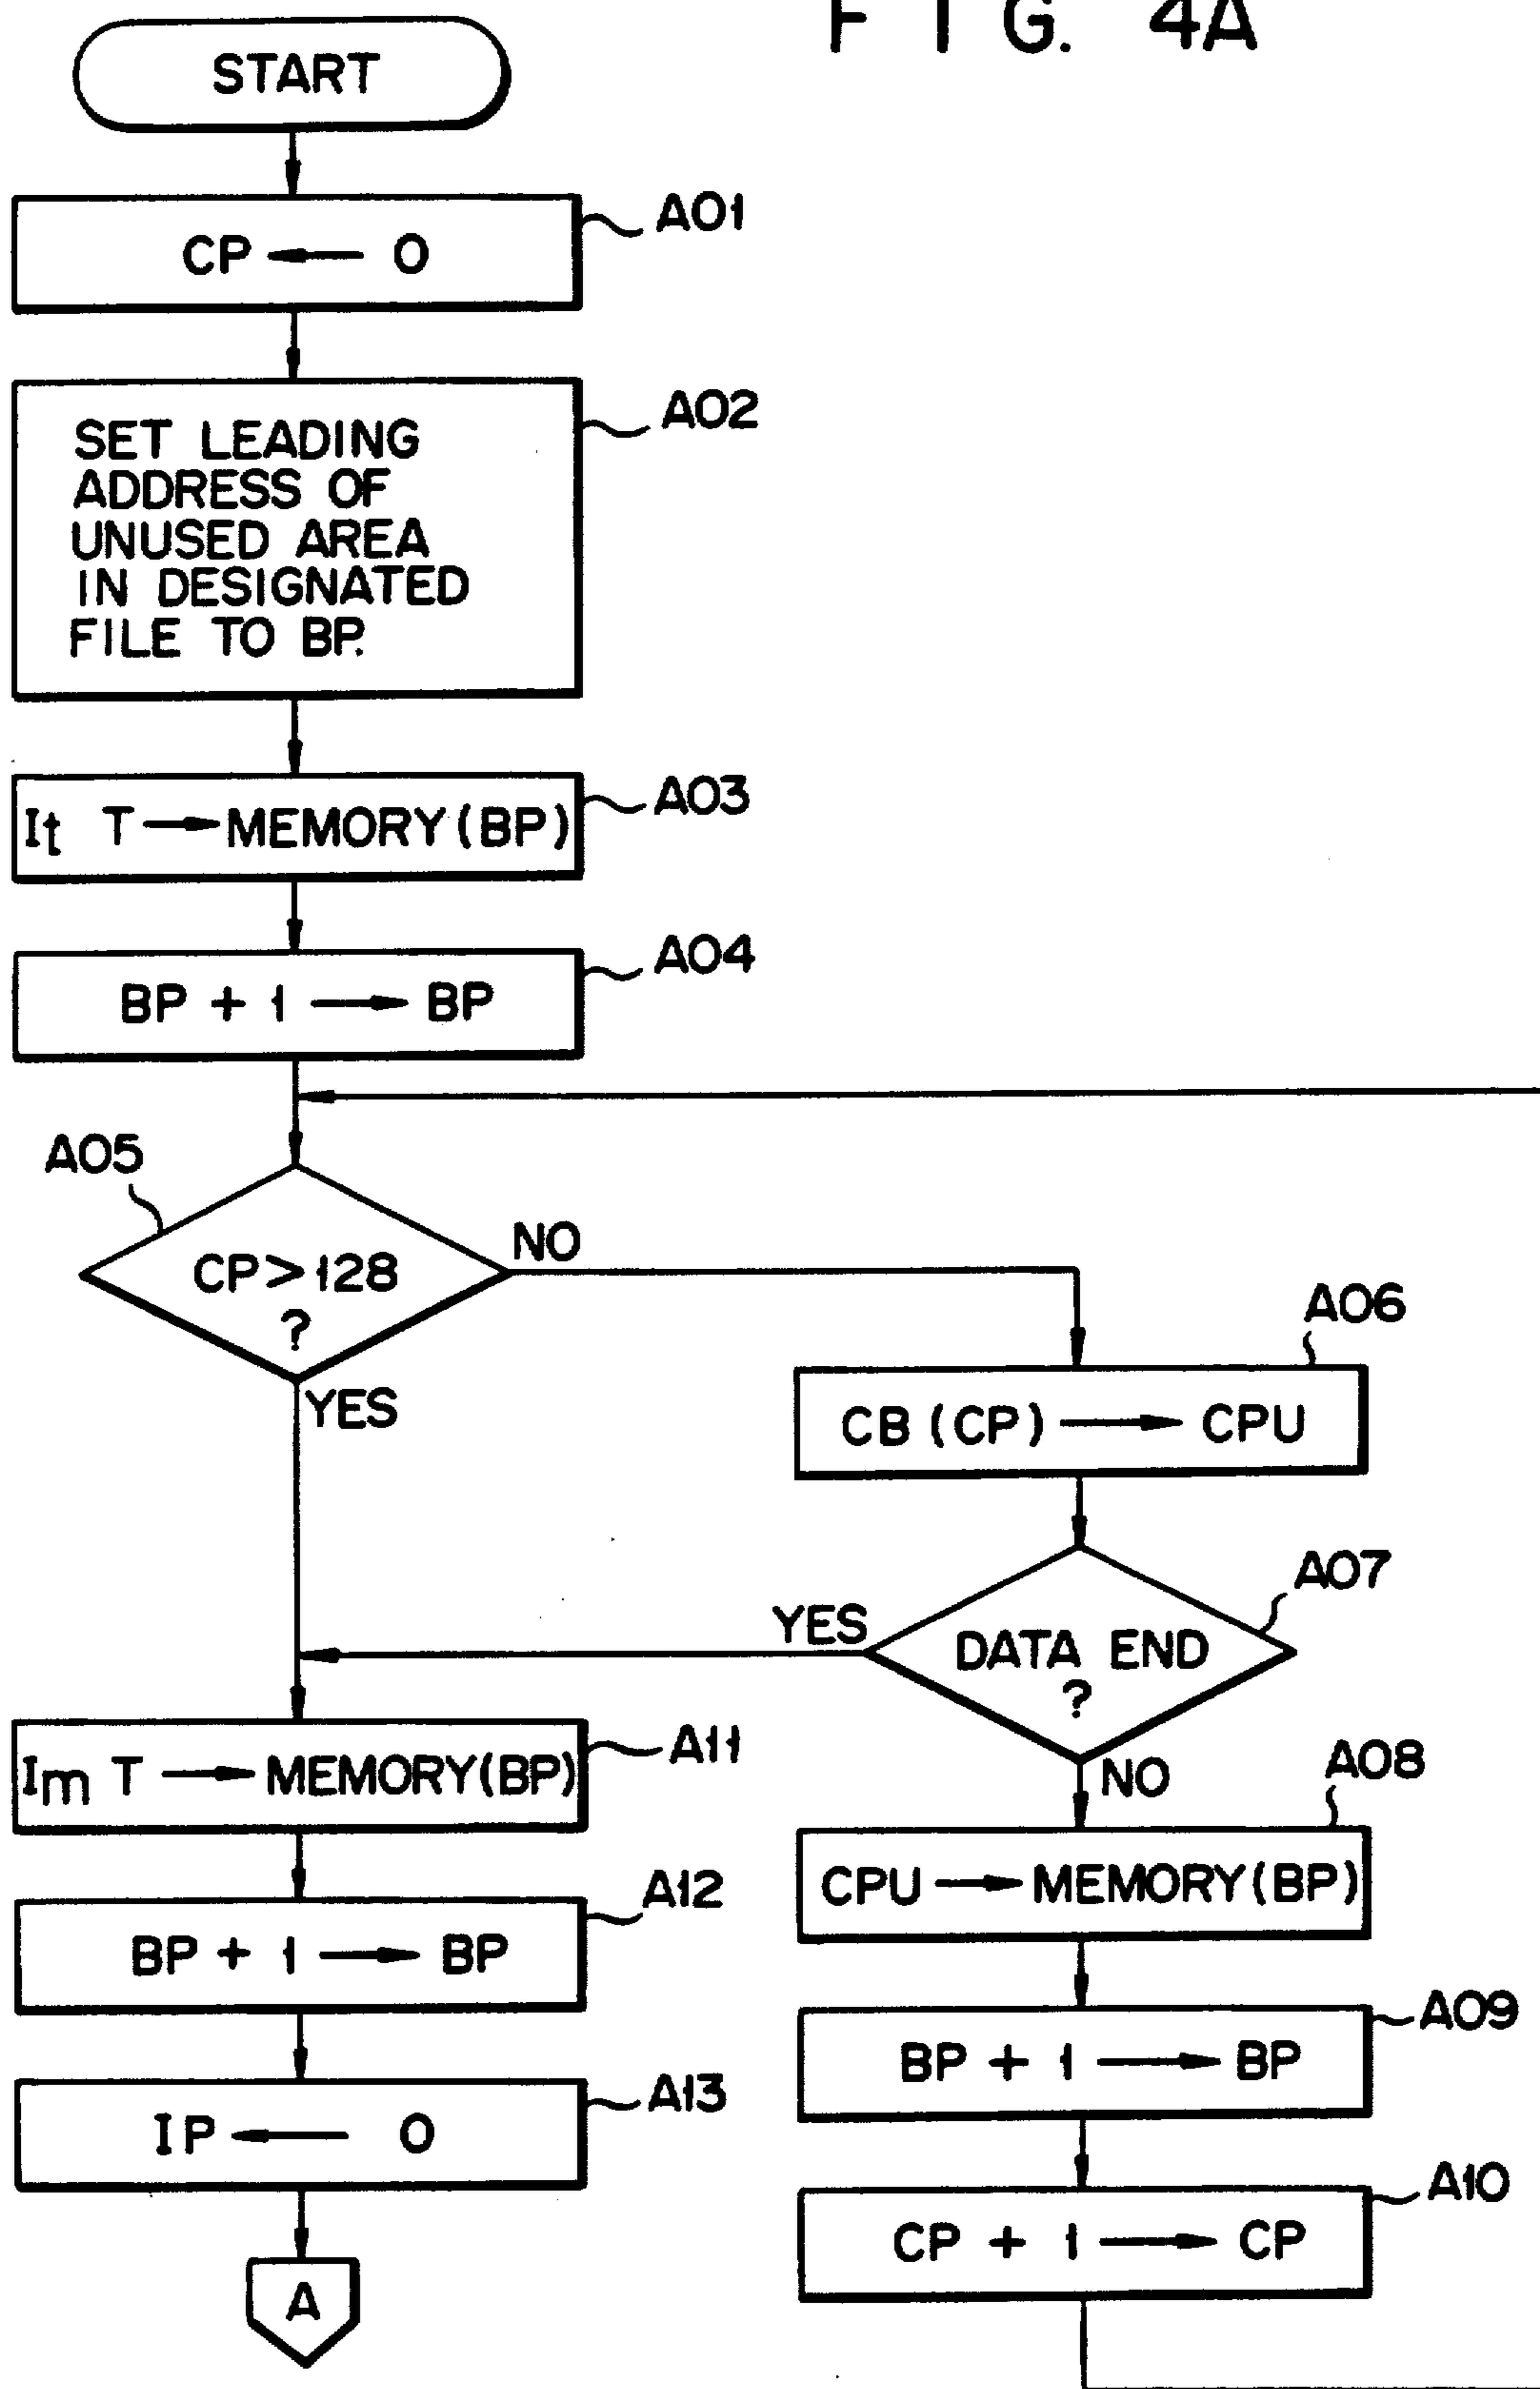 F I G. 4A
START
A01
CP ← 0
A02
SET LEADING
ADDRESS OF
UNUSED AREA
IN DESIGNATED
FILE TO BP.
A03
It T → MEMORY (BP)
A04
BP + 1 → BP
A05
CP > 128
?
NO
YES
A06
CB (CP) → CPU
A07
DATA END
?
YES
NO
A08
CPU → MEMORY (BP)
A09
BP + 1 → BP
A10
CP + 1 → CP
A11
Im T → MEMORY (BP)
A12
BP + 1 → BP
A13
IP ← 0
A